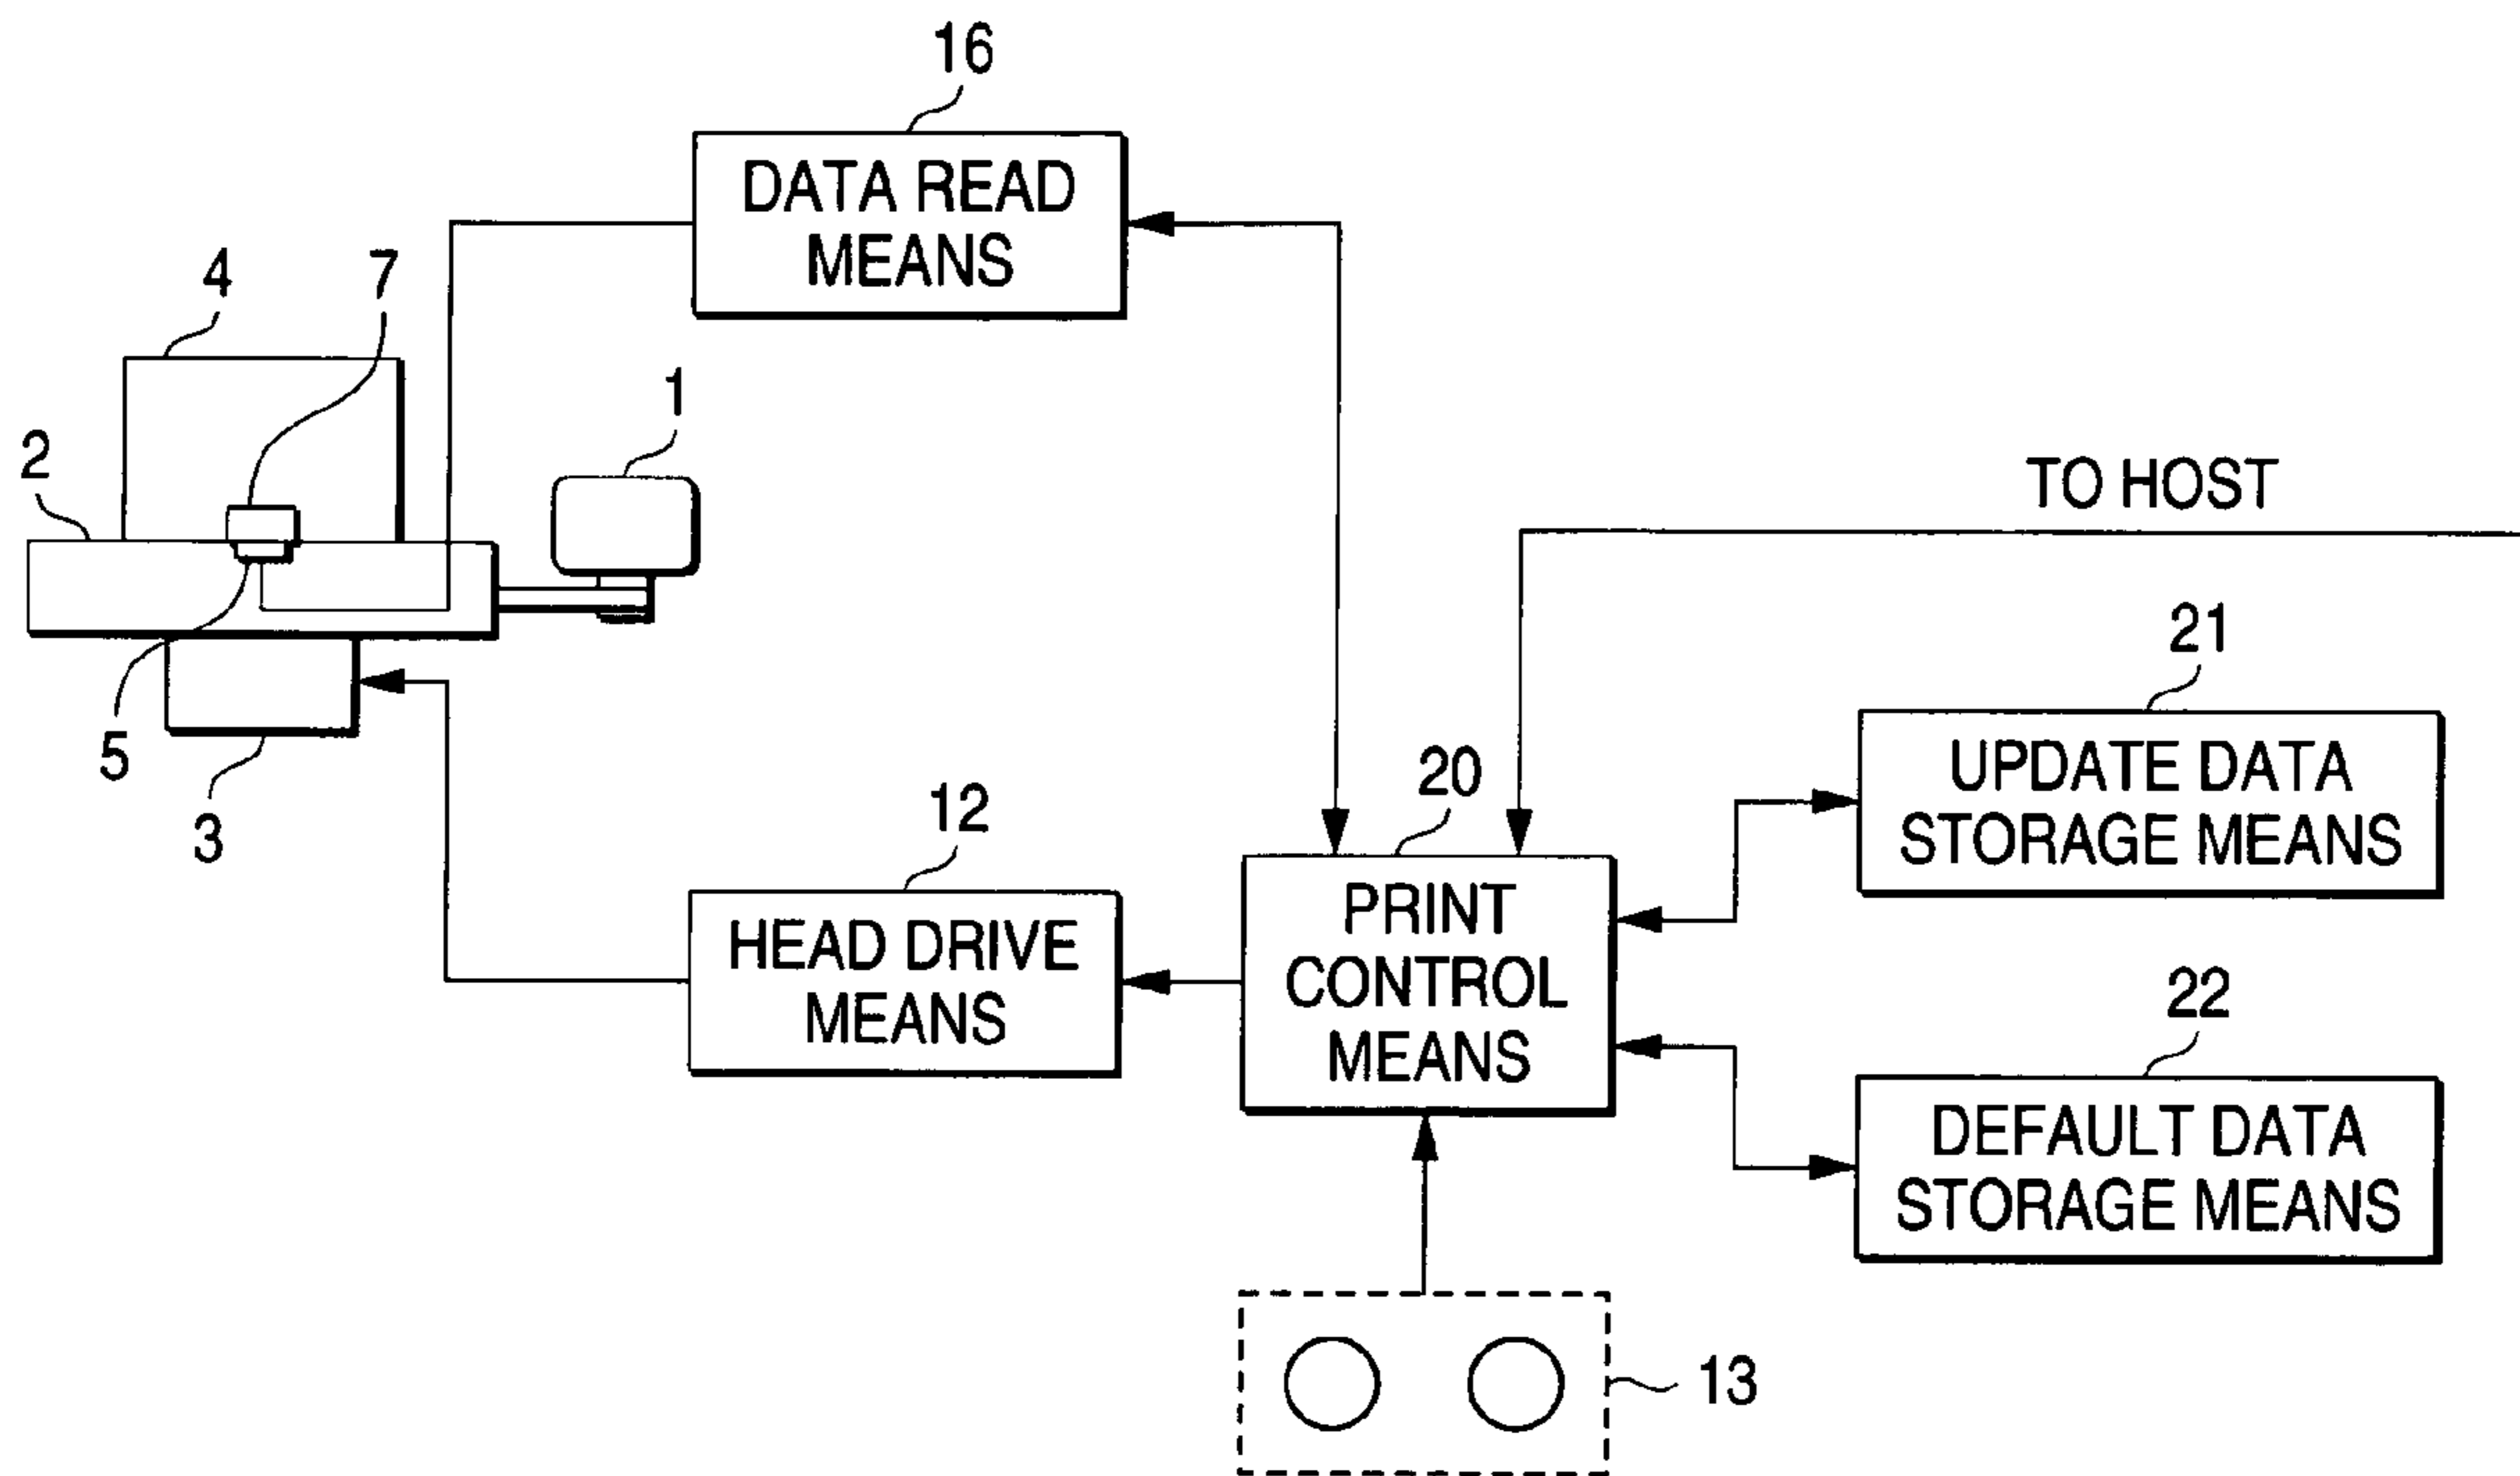 16
DATA READ
MEANS
4
7
1
2
TO HOST
21
UPDATE DATA
STORAGE MEANS
5
3
12
HEAD DRIVE
MEANS
20
PRINT
CONTROL
MEANS
22
DEFAULT DATA
STORAGE MEANS
13